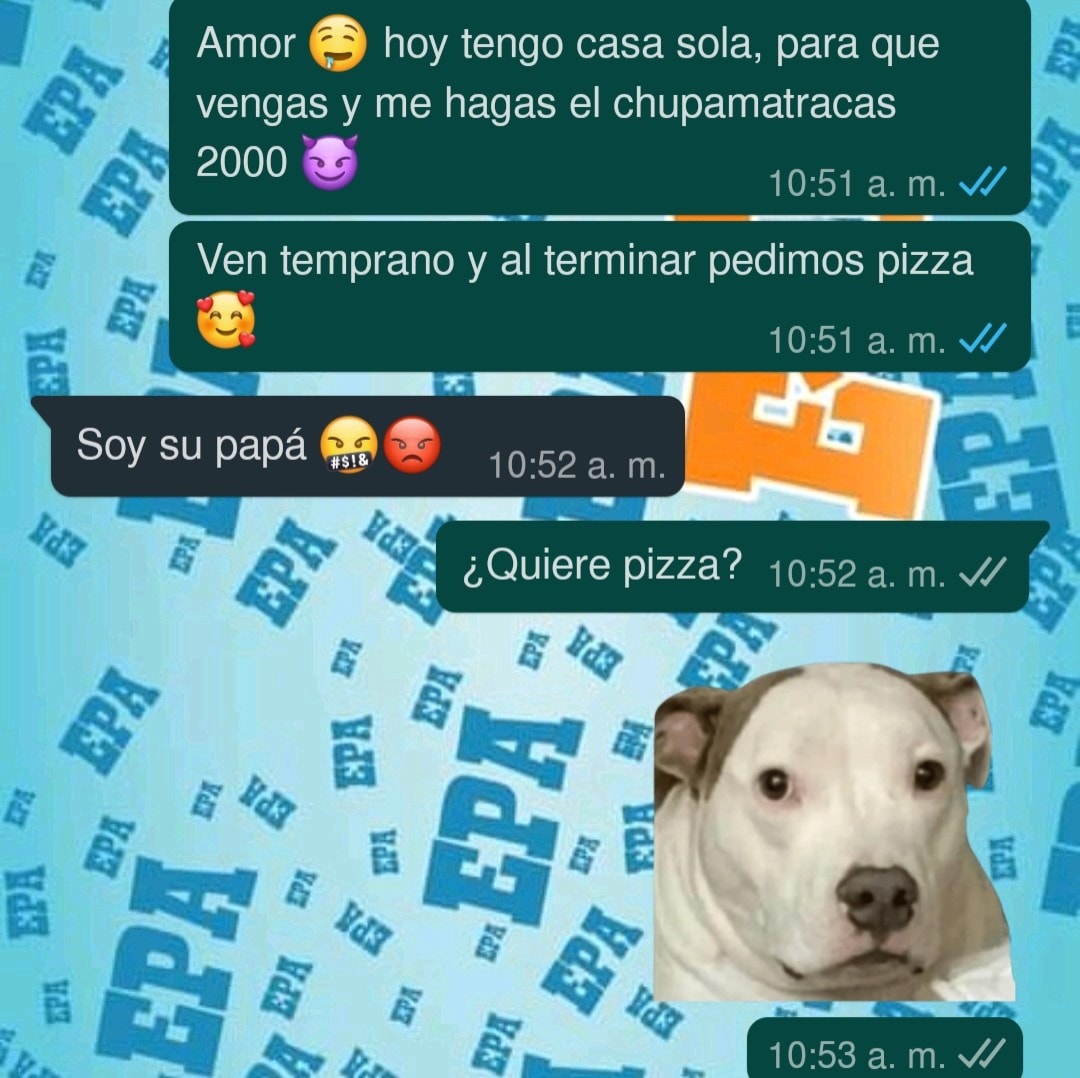 Amor 🤤 hoy tengo casa sola, para que
vengas y me hagas el chupamatracas
2000 😈
10:51 a. m.
Ven temprano y al terminar pedimos pizza
🥰
10:51 a. m.
Soy su papá 🤬😡 10:52 a. m.
¿Quiere pizza? 10:52 a. m.
EPA
10:53 a. m.